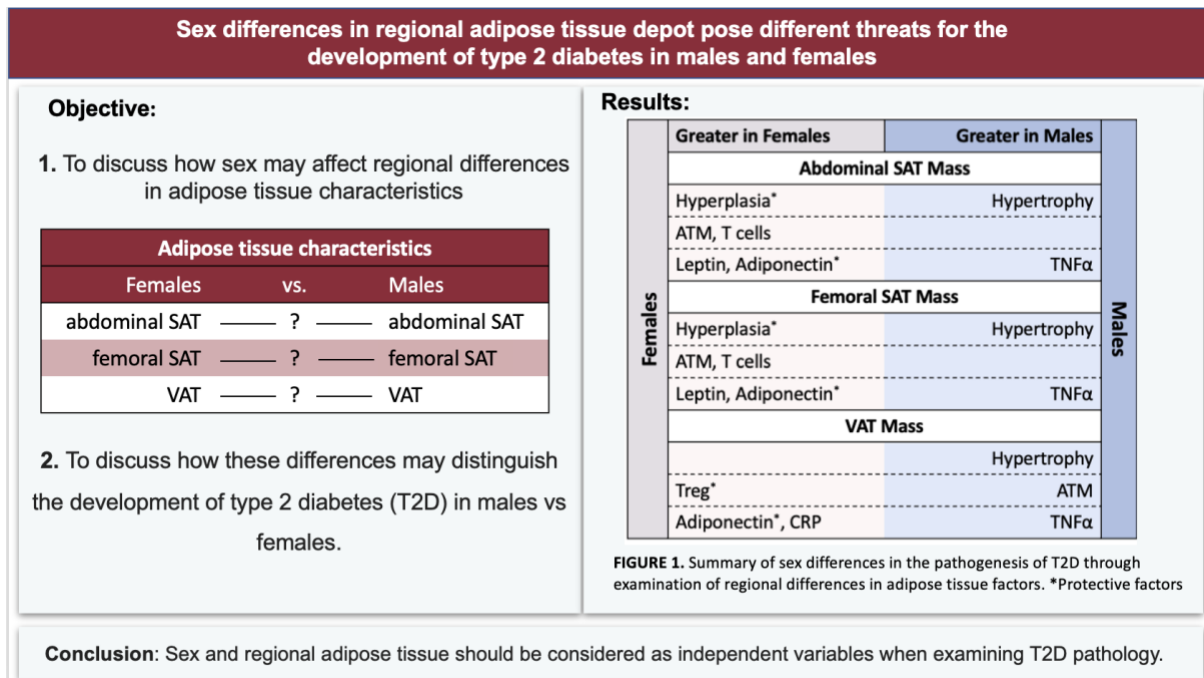 Sex differences in regional adipose tissue depot pose different threats for the
development of type 2 diabetes in males and females
Objective:
1. To discuss how sex may affect regional differences
in adipose tissue characteristics
Adipose tissue characteristics
Females vs. Males
abdominal SAT ? abdominal SAT
femoral SAT ? femoral SAT
VAT ? VAT
2. To discuss how these differences may distinguish
the development of type 2 diabetes (T2D) in males vs
females.
Results:
Females
Greater in Females Greater in Males
Abdominal SAT Mass
Hyperplasia* Hypertrophy
ATM, T cells
Leptin, Adiponectin* TNFα
Femoral SAT Mass
Hyperplasia* Hypertrophy
ATM, T cells
Leptin, Adiponectin* TNFα
VAT Mass
Hypertrophy
Treg* ATM
Adiponectin*, CRP TNFα
Males
FIGURE 1. Summary of sex differences in the pathogenesis of T2D through
examination of regional differences in adipose tissue factors. *Protective factors
Conclusion: Sex and regional adipose tissue should be considered as independent variables when examining T2D pathology.